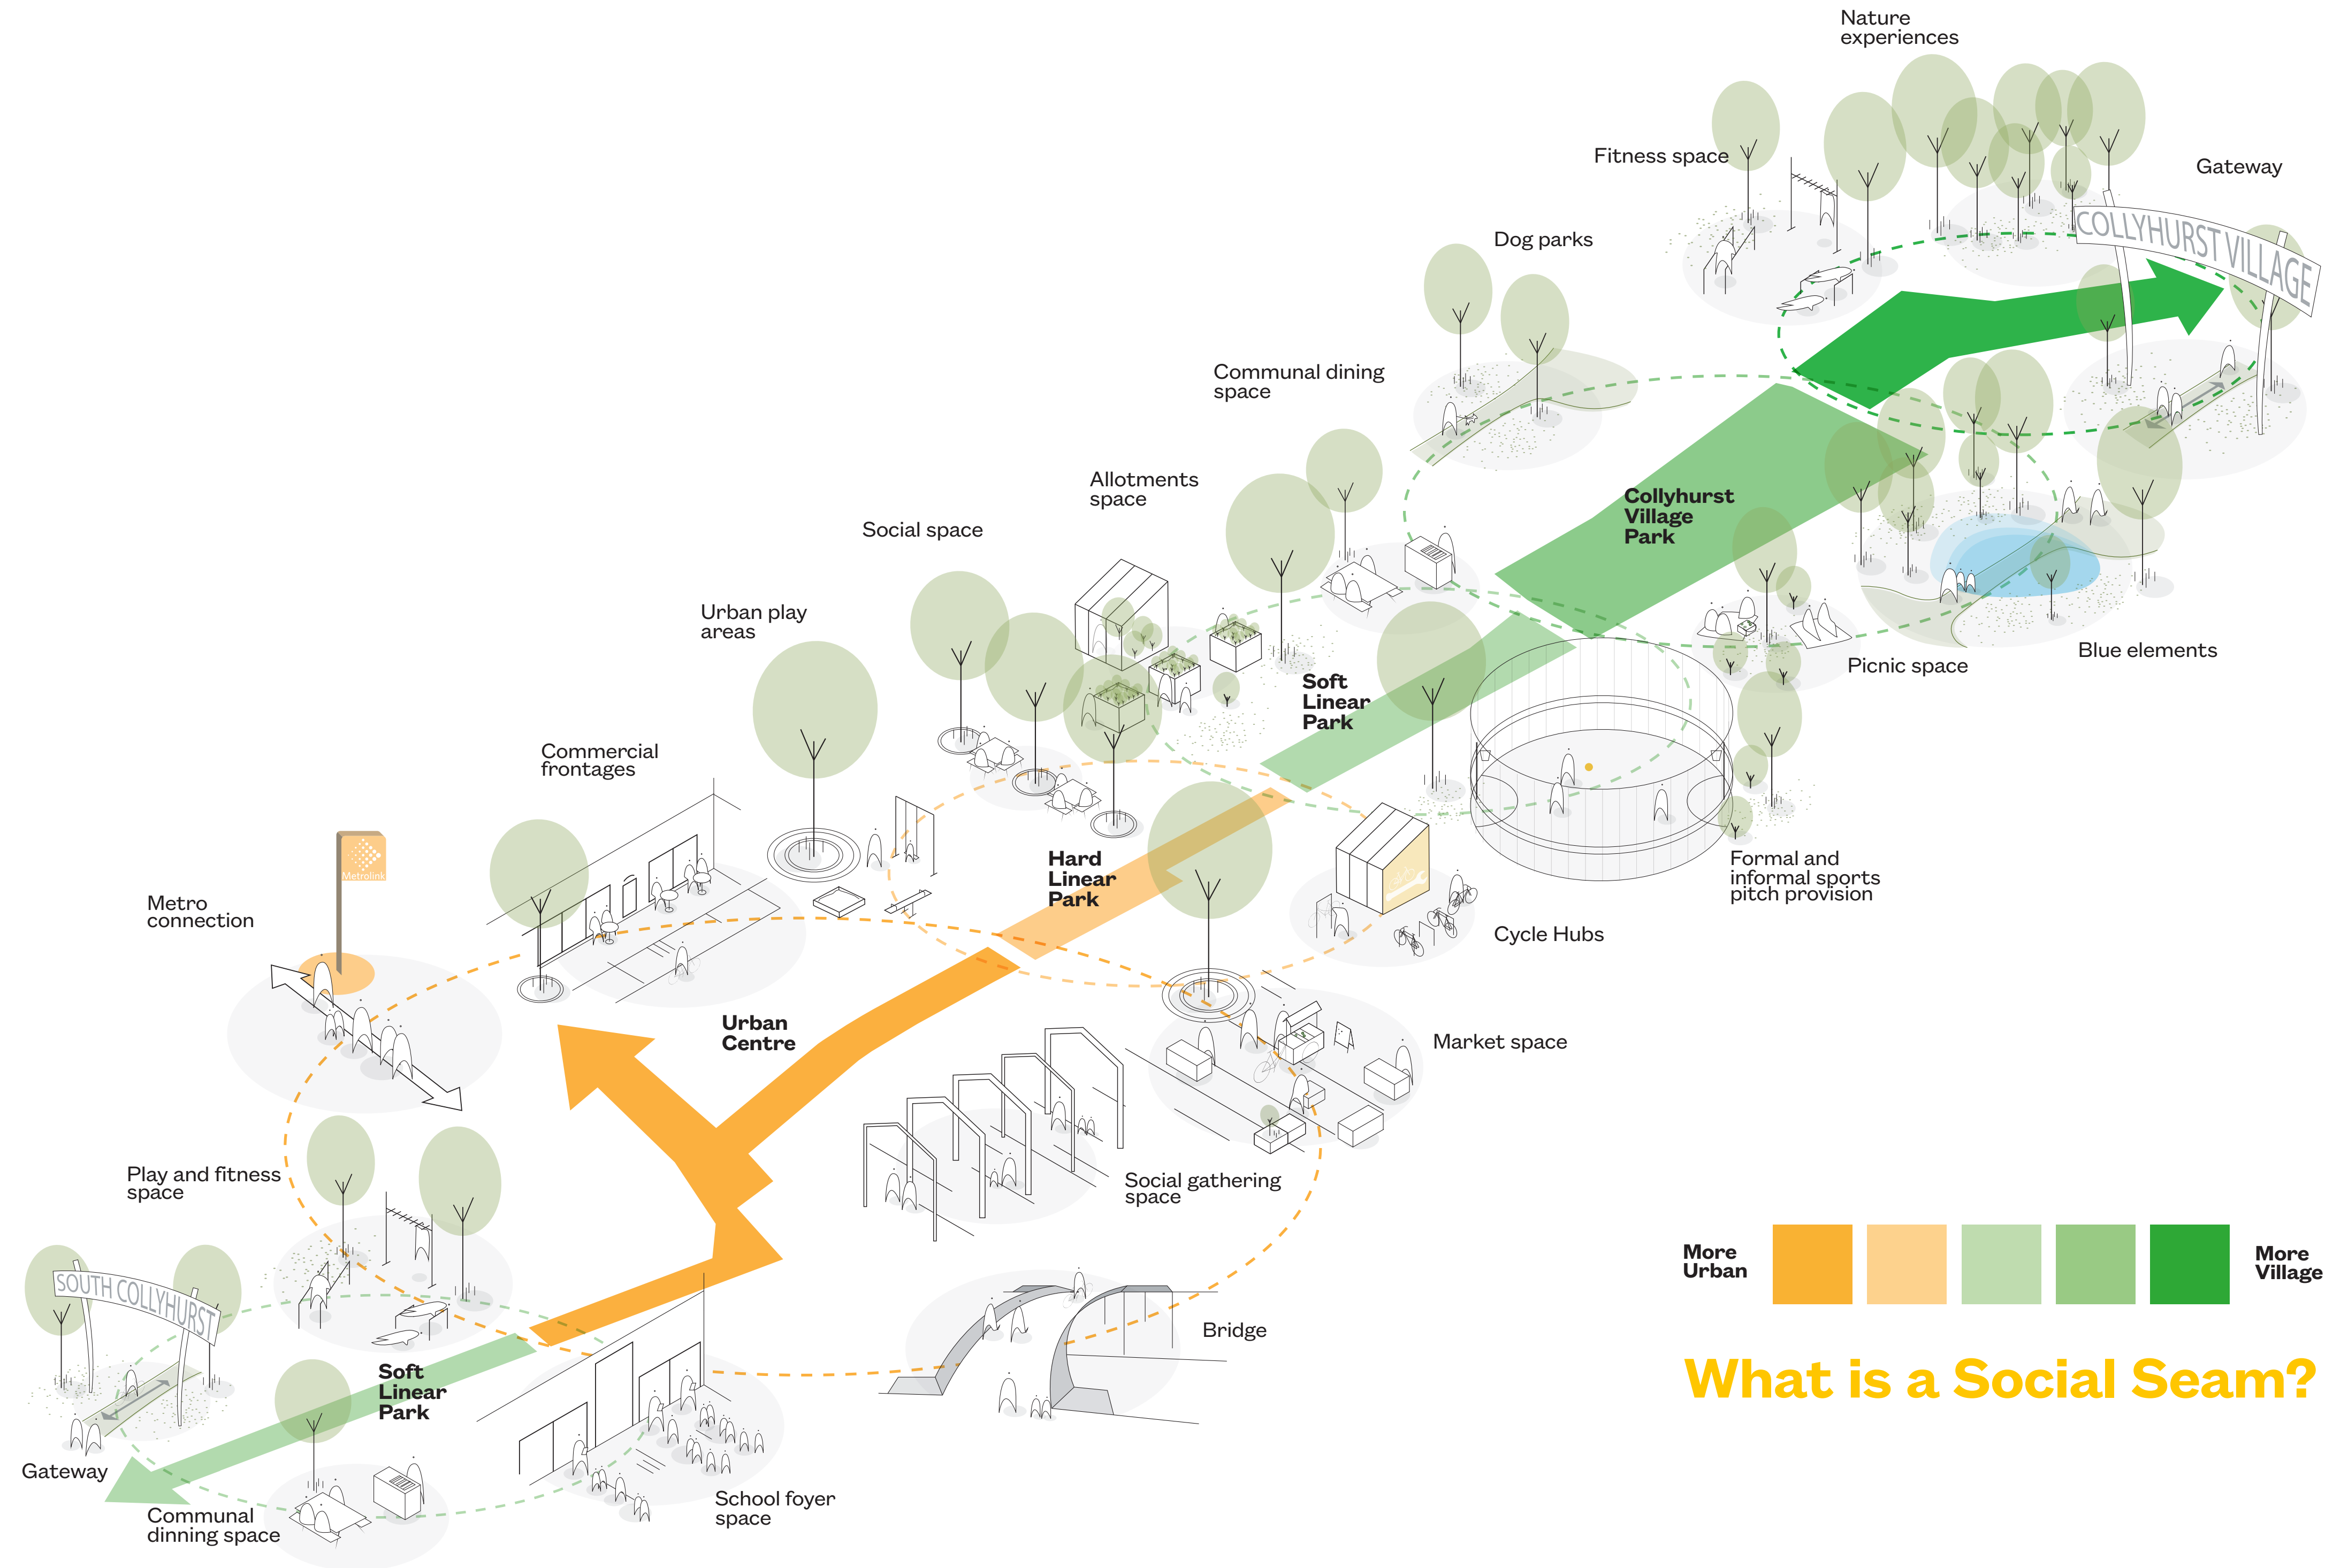 Nature
experiences
Fitness space
Gateway
COLLYHURST VILLAGE
Dog parks
Communal dining
space
Allotments
space
Collyhurst
Village
Park
Social space
Urban play
areas
Soft
Linear
Park
Picnic space
Blue elements
Commercial
frontages
Metrolink
Metro
connection
Hard
Linear
Park
Formal and
informal sports
pitch provision
Cycle Hubs
Urban
Centre
Market space
Play and fitness
space
Social gathering
space
SOUTH COLLYHURST
Bridge
Soft
Linear
Park
Gateway
Communal
dinning space
School foyer
space
More
Urban
More
Village
What is a Social Seam?